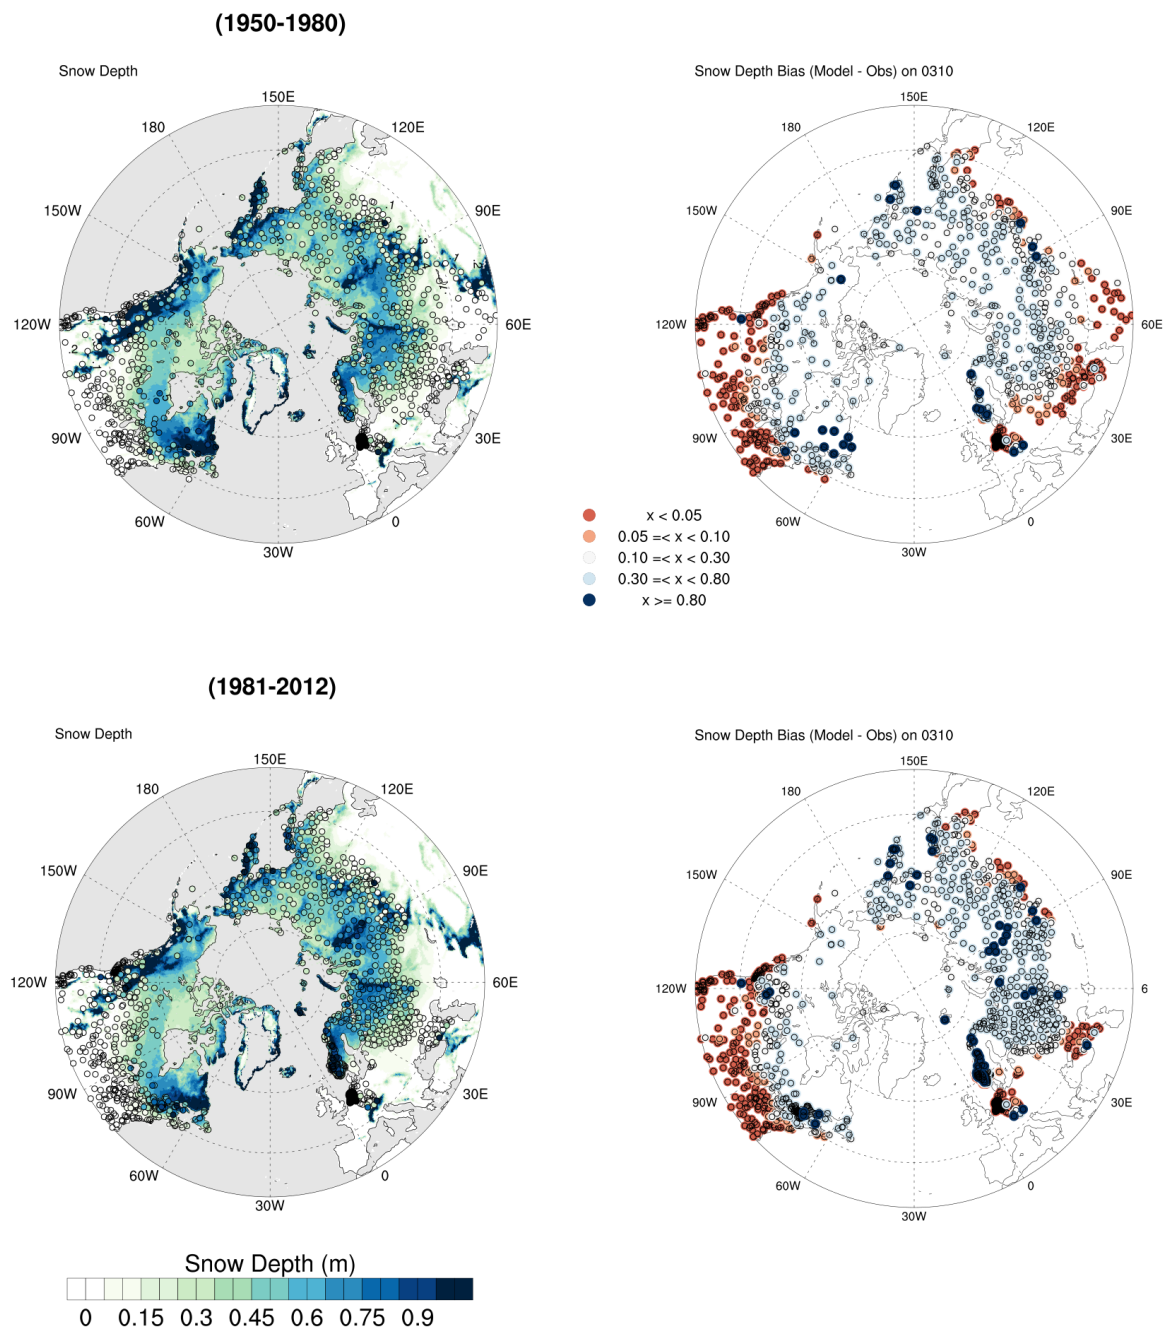 (1950-1980)
Snow Depth
150E
180
120E
150W
90E
120W
60E
90W
30E
60W
0
30W
Snow Depth Bias (Model - Obs) on 0310
150E
180
120E
150W
90E
120W
60E
90W
30E
60W
0
30W
x < 0.05
0.05 =< x < 0.10
0.10 =< x < 0.30
0.30 =< x < 0.80
x >= 0.80
(1981-2012)
Snow Depth
150E
180
120E
150W
90E
120W
60E
90W
30E
60W
0
30W
Snow Depth Bias (Model - Obs) on 0310
150E
180
120E
150W
90E
120W
6
90W
30E
60W
0
30W
Snow Depth (m)
0 0.15 0.3 0.45 0.6 0.75 0.9